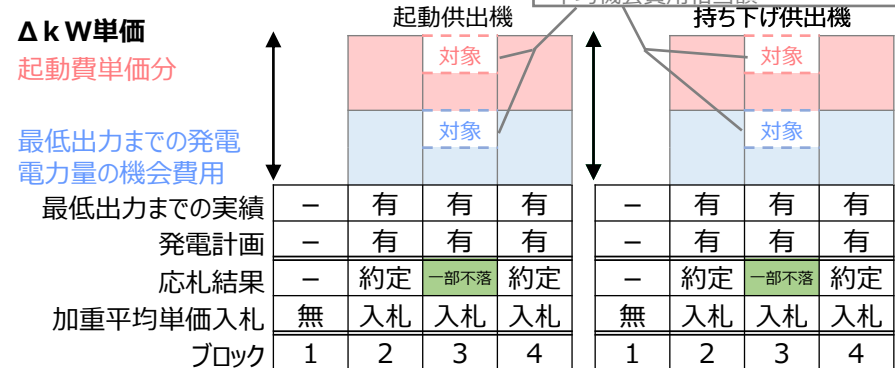 起動供出機
持ち下げ供出機
ΔｋW単価
起動費単価分
対象
対象
最低出力までの発電
電力量の機会費用
対象
対象
最低出力までの実績 － 有 有 有 － 有 有 有
発電計画 － 有 有 有 － 有 有 有
応札結果 － 約定 一部不落 約定 － 約定 一部不落 約定
加重平均単価入札 無 入札 入札 入札 無 入札 入札 入札
ブロック 1 2 3 4 1 2 3 4